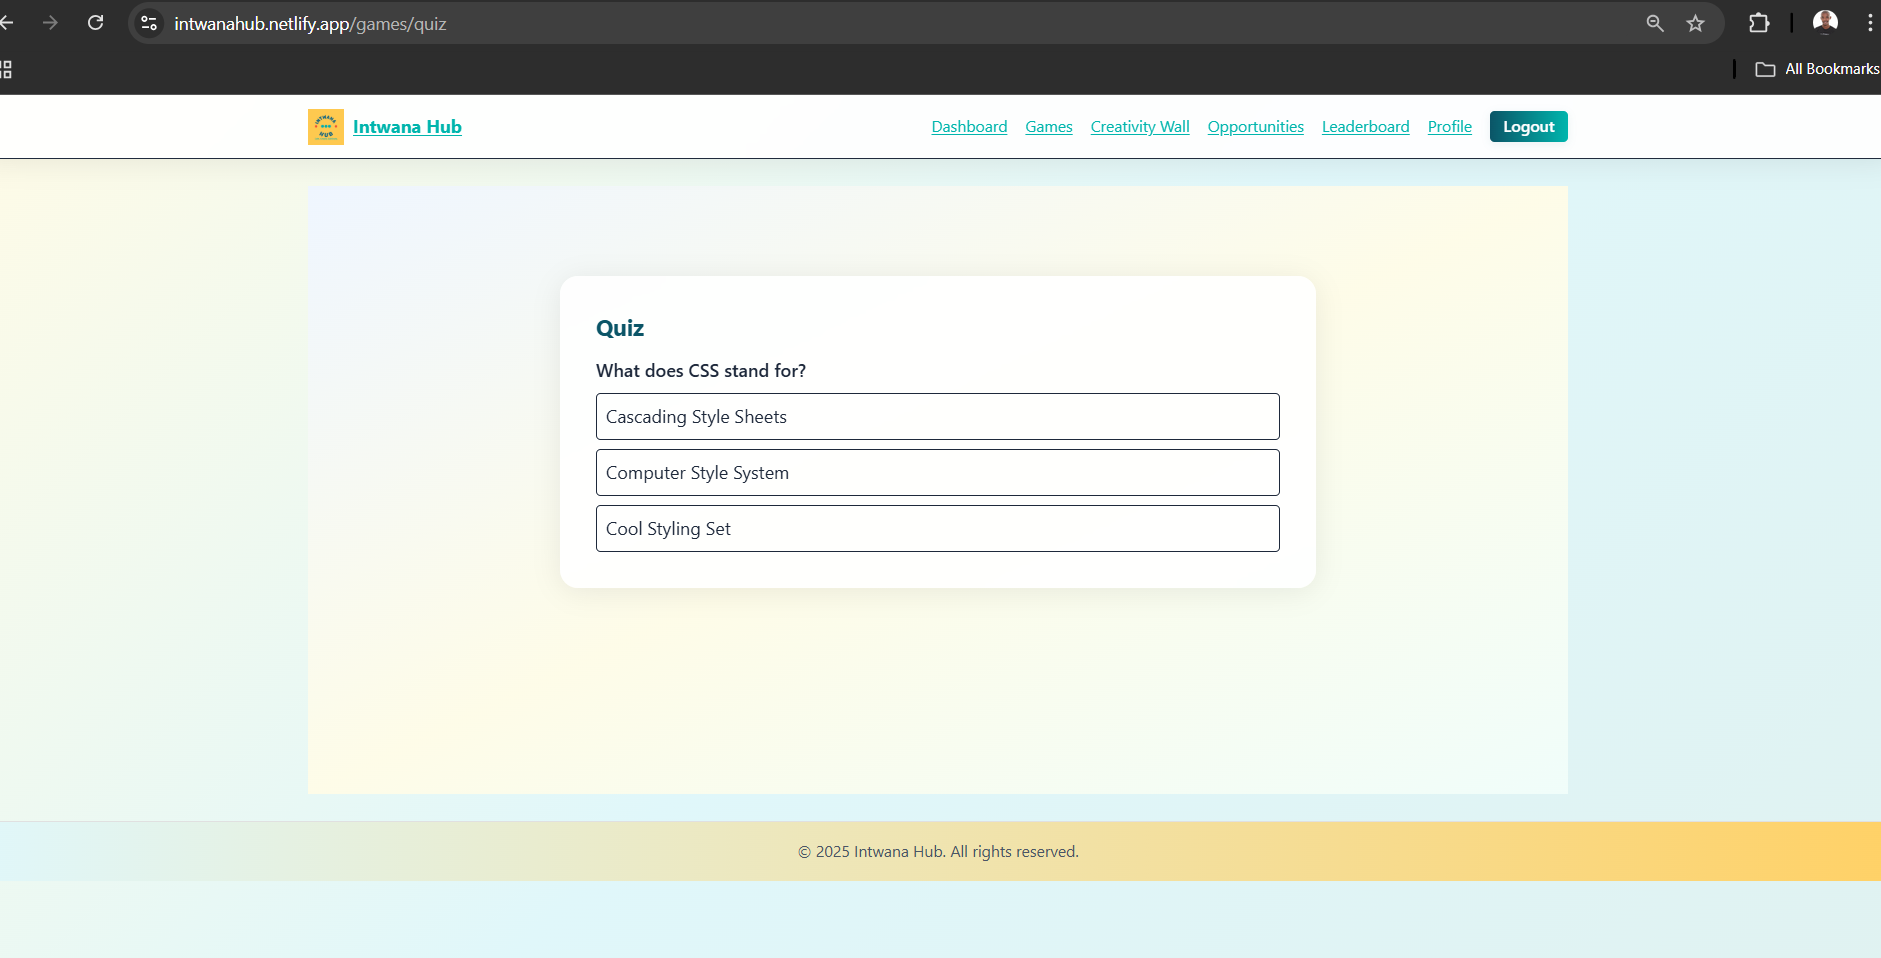 intwanahub.netlify.app/games/quiz
All Bookmarks
INTWANA
HUB
Intwana Hub
Dashboard
Games
Creativity Wall
Opportunities
Leaderboard
Profile
Logout
Quiz
What does CSS stand for?
Cascading Style Sheets
Computer Style System
Cool Styling Set
© 2025 Intwana Hub. All rights reserved.